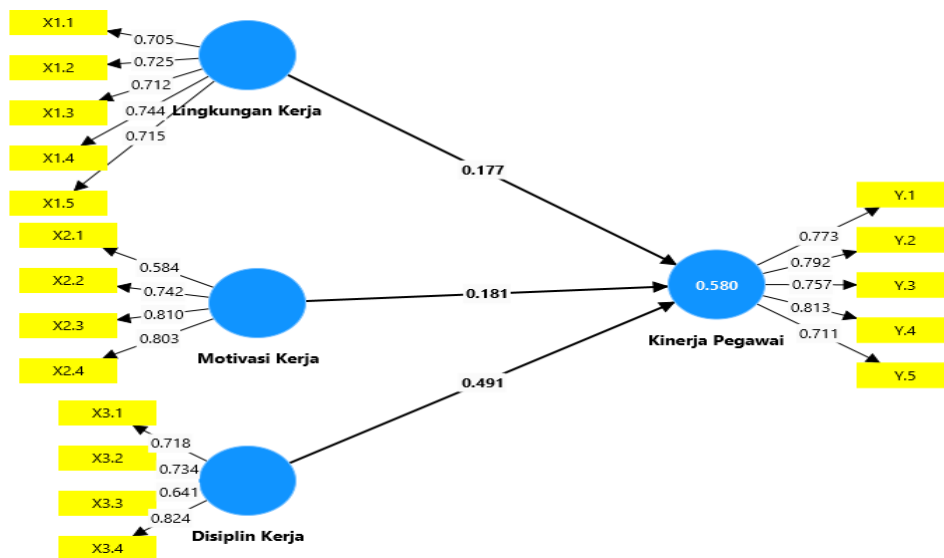 X1.1
0.705
X1.2
0.725
X1.3
0.712
X1.4
0.744
X1.5
0.715
Lingkungan Kerja
0.177
X2.1
0.584
X2.2
0.742
X2.3
0.810
X2.4
0.803
Motivasi Kerja
0.181
X3.1
0.718
X3.2
0.734
X3.3
0.641
X3.4
0.824
Disiplin Kerja
0.491
0.580
Kinerja Pegawai
Y.1
0.773
Y.2
0.792
Y.3
0.757
Y.4
0.813
Y.5
0.711